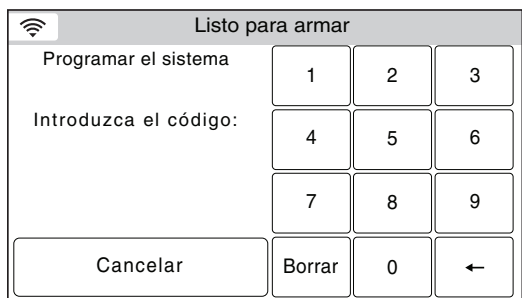 Listo para armar
Programar el sistema
Introduzca el código:
1 2 3
4 5 6
7 8 9
Cancelar
Borrar 0 ←